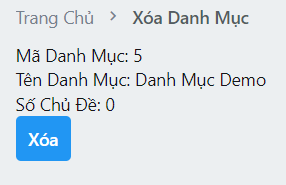 Trang Chủ > Xóa Danh Mục
Mã Danh Mục: 5
Tên Danh Mục: Danh Mục Demo
Số Chủ Đề: 0
Xóa